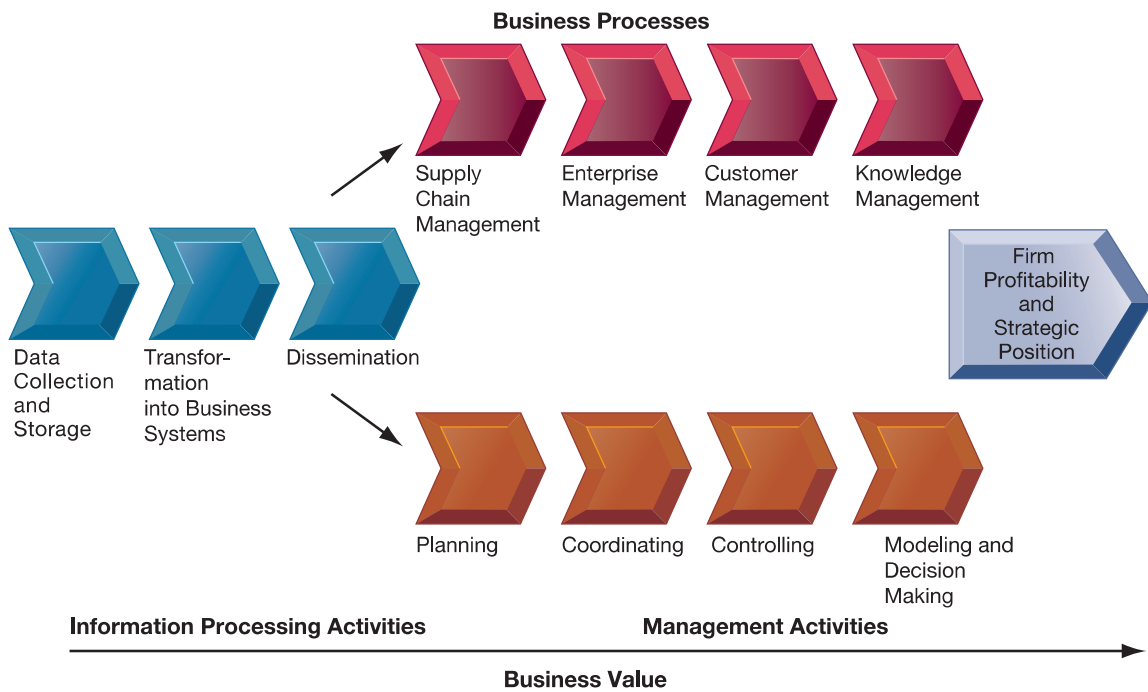 Business Processes
Supply
Chain
Management
Enterprise
Management
Customer
Management
Knowledge
Management
Data
Collection
and
Storage
Transfor-
mation
into Business
Systems
Dissemination
Firm
Profitability
and
Strategic
Position
Planning
Coordinating
Controlling
Modeling and
Decision
Making
Information Processing Activities
Management Activities
Business Value